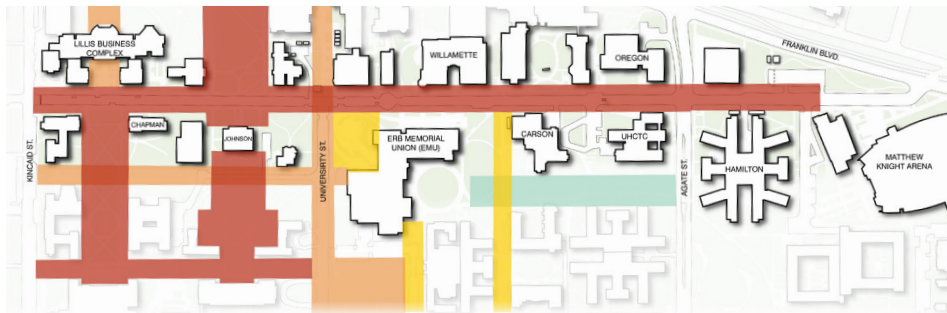 LILLIS BUSINESS
COMPLEX
WILLAMETTE
OREGON
FRANKLIN BLVD.
KINCAID ST.
CHAPMAN
JOHNSON
UNIVERSIRTY ST.
ERB MEMORIAL
UNION (EMU)
CARSON
UHCTC
AGATE ST.
HAMILTON
MATTHEW
KNIGHT ARENA